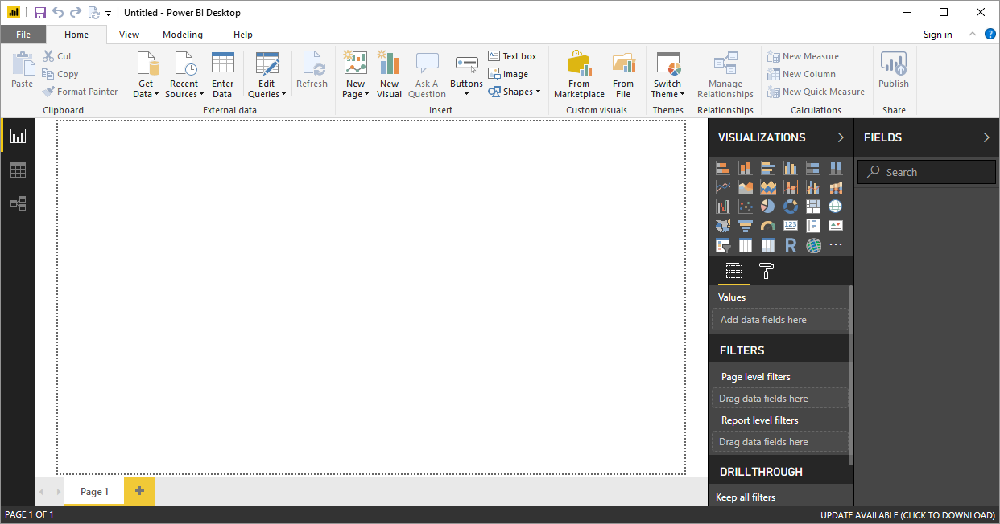 Untitled - Power BI Desktop
File Home View Modeling Help Sign in ?
Paste
Cut
Copy
Format Painter
Clipboard
Get Data
Recent Sources
Enter Data
Edit Queries
Refresh
External data
New Page
New Visual
Ask A Question
Buttons
Text box
Image
Shapes
Insert
From Marketplace
From File
Custom visuals
Switch Theme
Themes
Manage Relationships
Relationships
New Measure
New Column
New Quick Measure
Calculations
Publish
Share
VISUALIZATIONS
123
R
Values
Add data fields here
FILTERS
Page level filters
Drag data fields here
Report level filters
Drag data fields here
DRILLTHROUGH
Keep all filters
FIELDS
Search
Page 1
PAGE 1 OF 1
UPDATE AVAILABLE (CLICK TO DOWNLOAD)